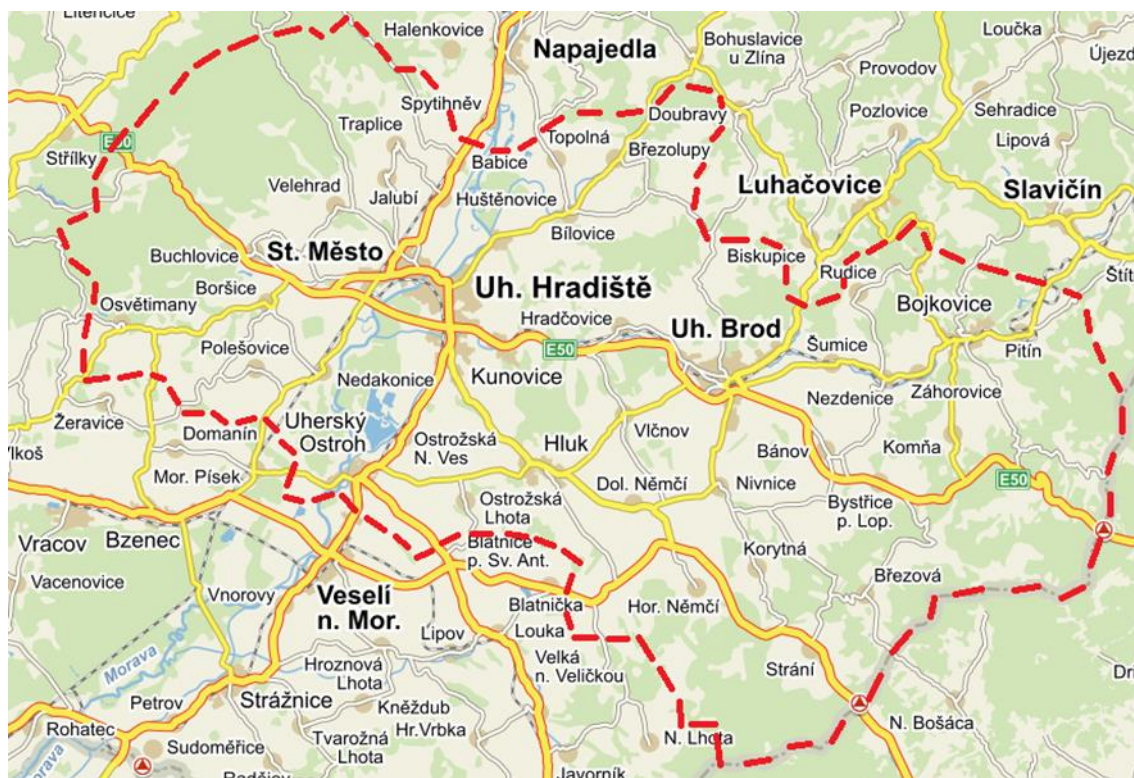 Litenčice
Halenkovice
Napajedla
Bohuslavice
u Zlína
Loučka
Provodov
Spytihněv
Sehradice
Pozlovice
Lipová
Doubravy
Traplice
Topolná
E50
Střílky
Babice
Březolupy
Velehrad
Jalubí
Luhačovice
Slavičín
Huštěnovice
Bílovice
Buchlovice
St. Město
Biskupice
Rudice
Boršice
Uh. Hradiště
Osvětimany
Bojkovice
Hradčovice
Uh. Brod
Polešovice
E50
Šumice
Pitín
Nedakonice
Kunovice
Záhorovice
Nezdenice
Žeravice
Domanín
Uherský
Ostroh
Ostrožská
N. Ves
Hluk
Vlčnov
Bánov
Komňa
Mor. Písek
Dol. Němčí
Nivnice
E50
Bystřice
p. Lop.
Ostrožská
Lhota
Vracov
Bzenec
Blatnice
p. Sv. Ant.
Korytná
Vacenovice
Březová
Vnorovy
Veselí
n. Mor.
Blatnička
Hor. Němčí
Lipov
Louka
Velká
n. Veličkou
Strání
Morava
Hroznová
Lhota
Petrov
Strážnice
Kněždub
Hr.Vrbka
N. Bošáca
Rohatec
Sudoměřice
Tvarožná
Lhota
N. Lhota
Morava
Radějov
Javorník